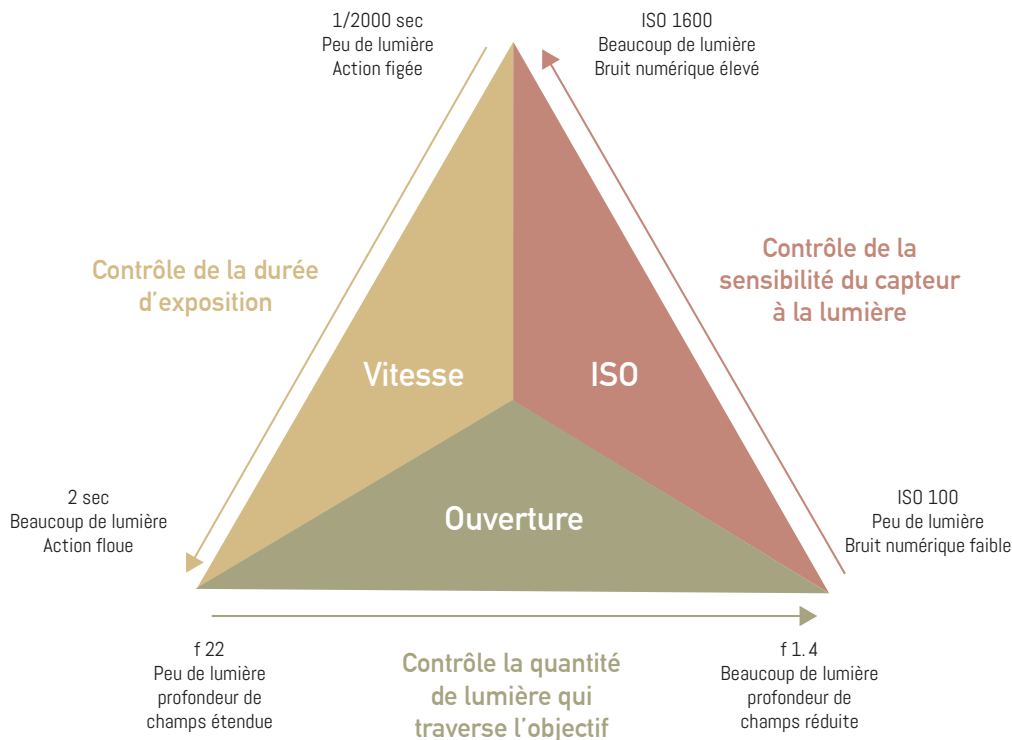 1/2000 sec
Peu de lumière
Action figée
ISO 1600
Beaucoup de lumière
Bruit numérique élevé
Contrôle de la durée
d’exposition
Contrôle de la
sensibilité du capteur
à la lumière
Vitesse
ISO
Ouverture
2 sec
Beaucoup de lumière
Action floue
ISO 100
Peu de lumière
Bruit numérique faible
f 22
Peu de lumière
profondeur de
champs étendue
Contrôle la quantité
de lumière qui
traverse l’objectif
f 1.4
Beaucoup de lumière
profondeur de
champs réduite